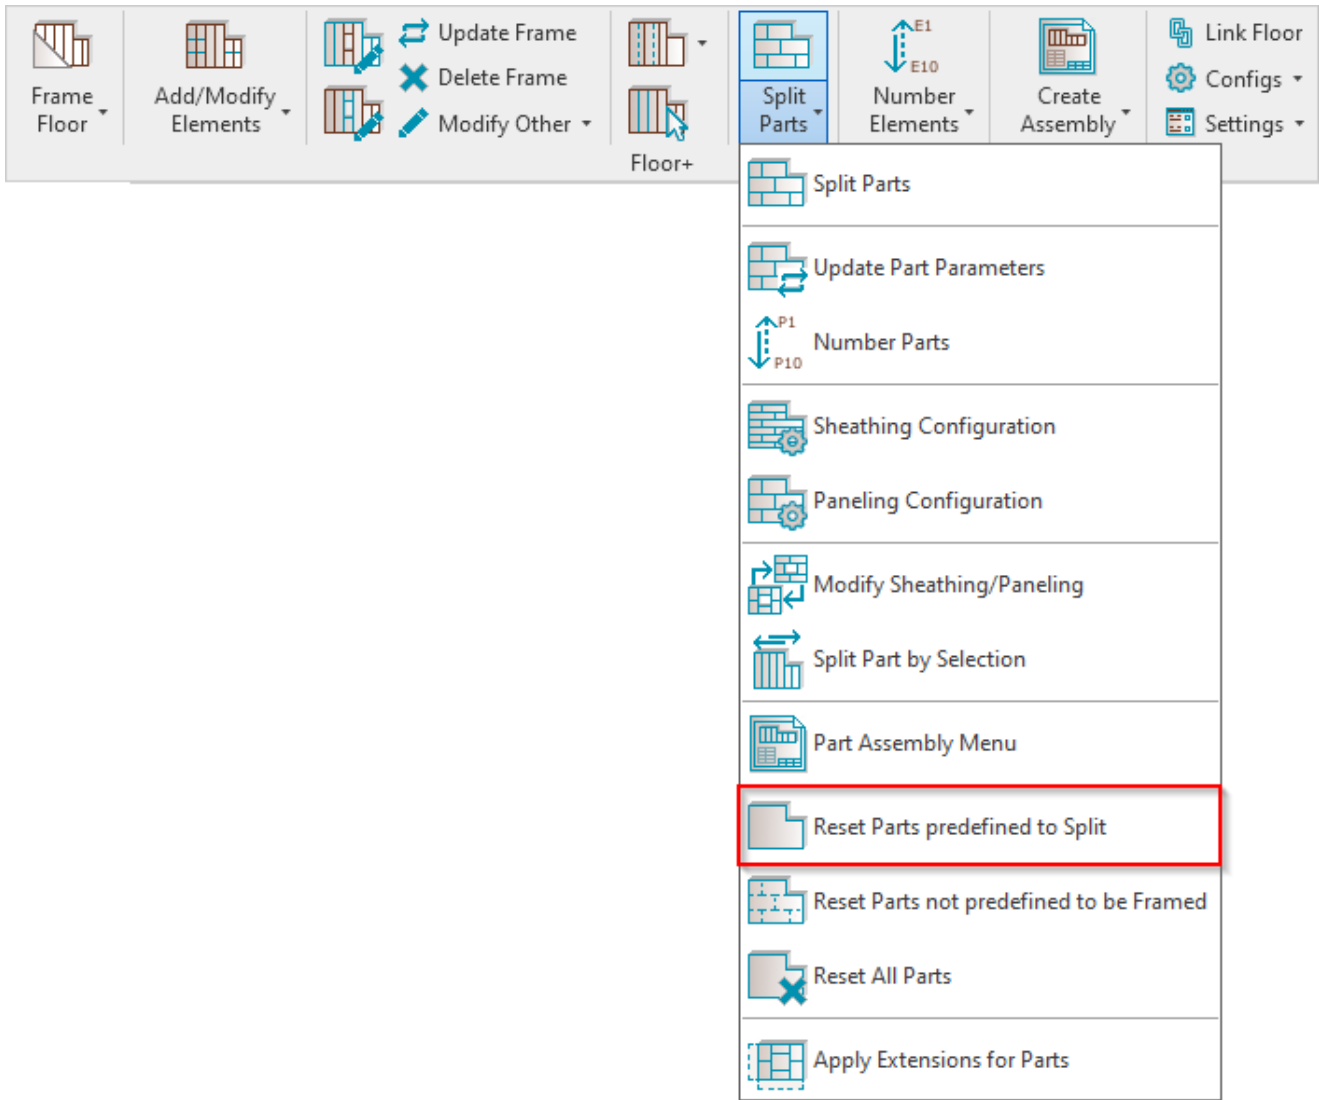 Frame
Floor
Add/Modify
Elements
Update Frame
Delete Frame
Modify Other
Floor+
Split
Parts
E1
E10
Number
Elements
Create
Assembly
Link Floor
Configs
Settings
Split Parts
Update Part Parameters
P1
P10
Number Parts
Sheathing Configuration
Paneling Configuration
Modify Sheathing/Paneling
Split Part by Selection
Part Assembly Menu
Reset Parts predefined to Split
Reset Parts not predefined to be Framed
Reset All Parts
Apply Extensions for Parts